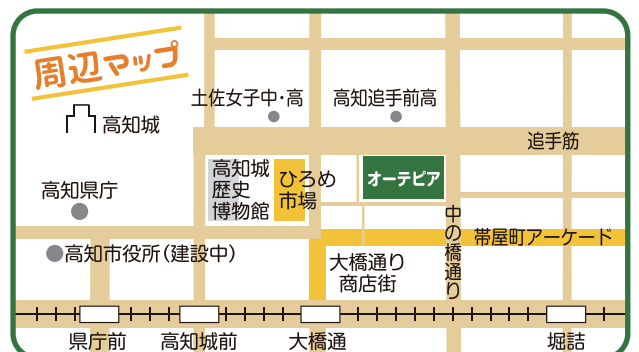 周辺マップ
土佐女子中・高
高知追手前高
高知城
追手筋
高知城
歴史
博物館
ひろめ
市場
オーテピア
高知県庁
中の橋通り
帯屋町アーケード
高知市役所(建設中)
大橋通り
商店街
県庁前
高知城前
大橋通
堀詰